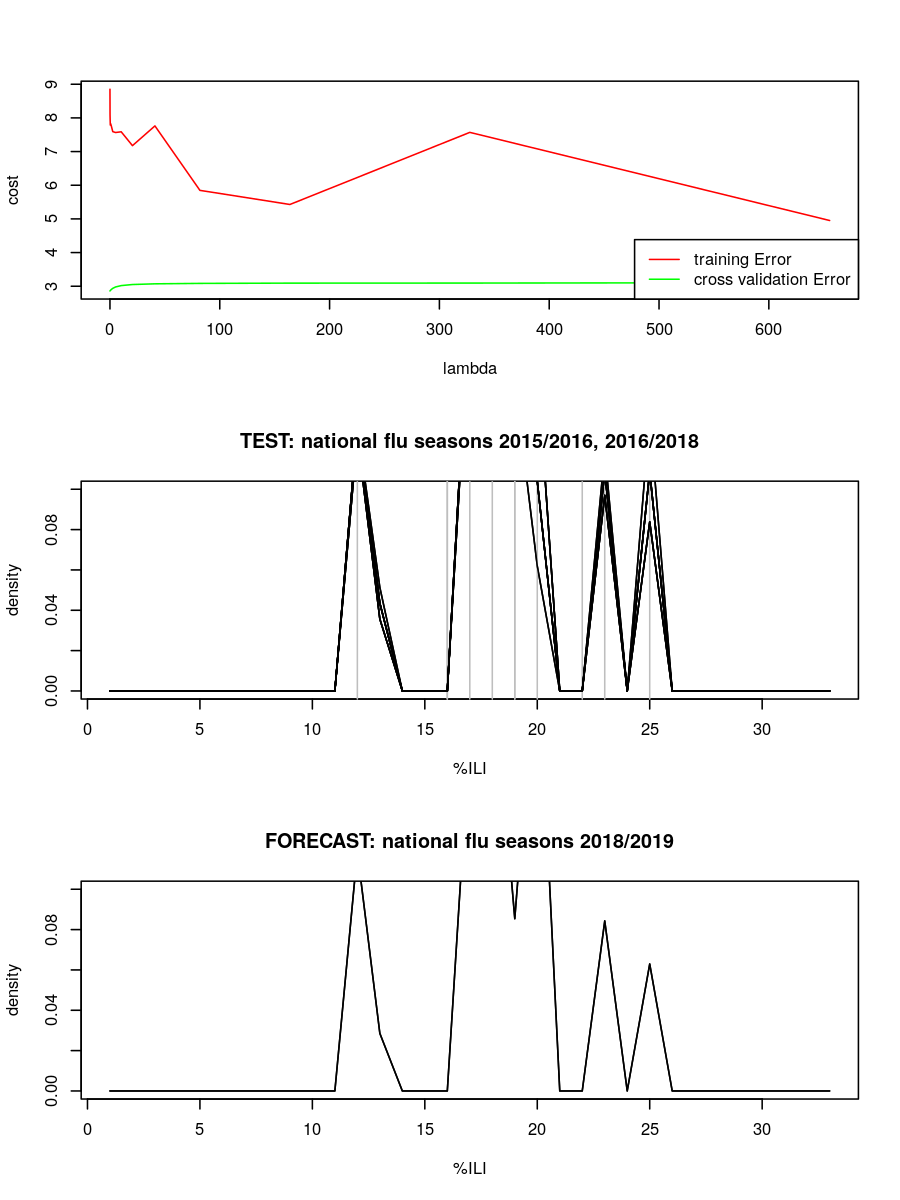 cost
9
8
7
6
5
4
3
training Error
cross validation Error
0 100 200 300 400 500 600
lambda
TEST: national flu seasons 2015/2016, 2016/2018
density
0.08
0.04
0.00
0 5 10 15 20 25 30
%ILI
FORECAST: national flu seasons 2018/2019
density
0.08
0.04
0.00
0 5 10 15 20 25 30
%ILI